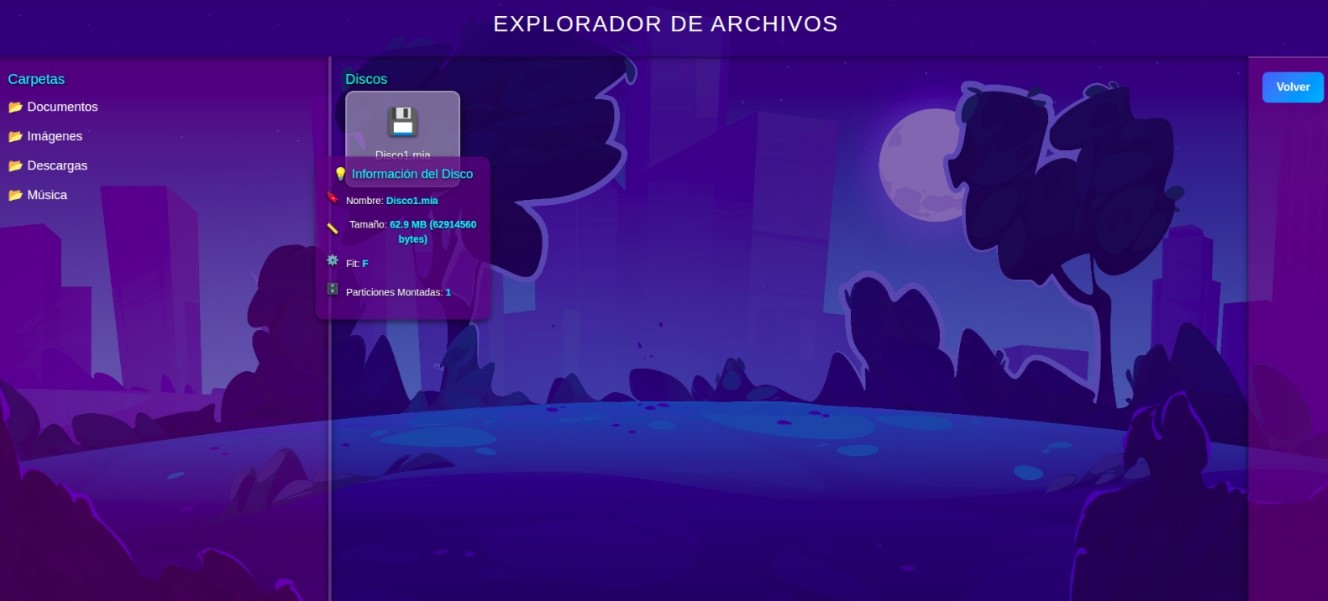 EXPLORADOR DE ARCHIVOS
Carpetas
Documentos
Imágenes
Descargas
Música
Discos
Disco1.mia
Información del Disco
Nombre: Disco1.mia
Tamaño: 62.9 MB (62914560
bytes)
Fit: F
Particiones Montadas: 1
Volver